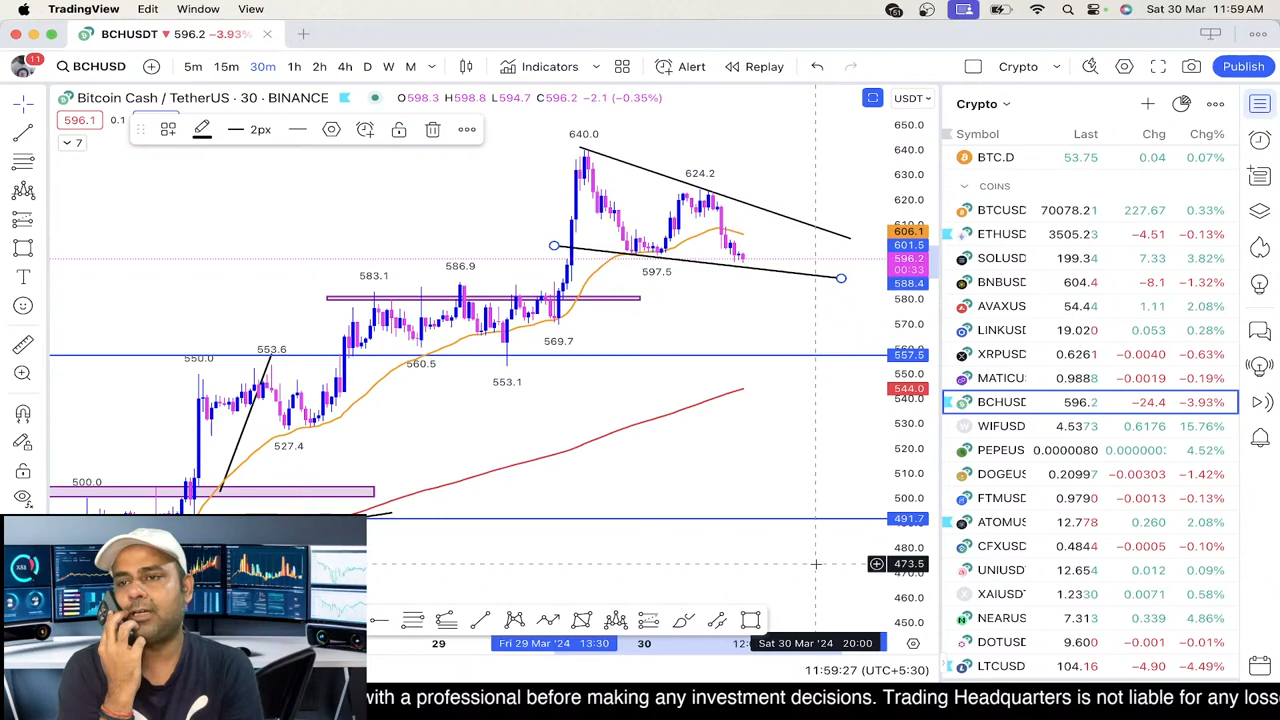 TradingView Edit Window View Sat 30 Mar 11:59 AM
BCHUSDT ▼ 596.2 −3.93%
11 BCHUSD 5m 15m 30m 1h 2h 4h D W M Indicators Alert Replay Crypto Publish
Bitcoin Cash / TetherUS · 30 · BINANCE O598.3 H598.8 L594.7 C596.2 −2.1 (−0.35%) USDT
596.1 0.1
2px
7
650.0
640.0
630.0
620.0
606.1
601.5
596.2
00:33
588.4
580.0
570.0
557.5
550.0
544.0
540.0
530.0
520.0
510.0
500.0
491.7
480.0
473.5
460.0
450.0
640.0
624.2
597.5
583.1
586.9
569.7
560.5
553.1
550.0
553.6
527.4
500.0
29 Fri 29 Mar '24 13:30 30 Sat 30 Mar '24 20:00
11:59:27 (UTC+5:30)
Crypto
Symbol Last Chg Chg%
BTC.D 53.75 0.04 0.07%
COINS
BTCUSD 70078.21 227.67 0.33%
ETHUSD 3505.23 −4.51 −0.13%
SOLUSD 199.34 7.33 3.82%
BNBUSD 604.4 −8.1 −1.32%
AVAXUS 54.44 1.11 2.08%
LINKUSD 19.020 0.053 0.28%
XRPUSD 0.6261 −0.0040 −0.63%
MATICU 0.9888 −0.0019 −0.19%
BCHUSD 596.2 −24.4 −3.93%
WIFUSD 4.5373 0.6176 15.76%
PEPEUS 0.0000080 0.0000000 4.52%
DOGEUS 0.20997 −0.00303 −1.42%
FTMUSD 0.9790 −0.0013 −0.13%
ATOMUS 12.778 0.260 2.08%
CFXUSD 0.4844 −0.0005 −0.10%
UNIUSD 12.654 0.012 0.09%
XAIUSD 1.2330 0.0071 0.58%
NEARUS 7.313 0.339 4.86%
DOTUSD 9.600 −0.001 −0.01%
LTCUSD 104.16 −4.90 −4.49%
with a professional before making any investment decisions. Trading Headquarters is not liable for any loss